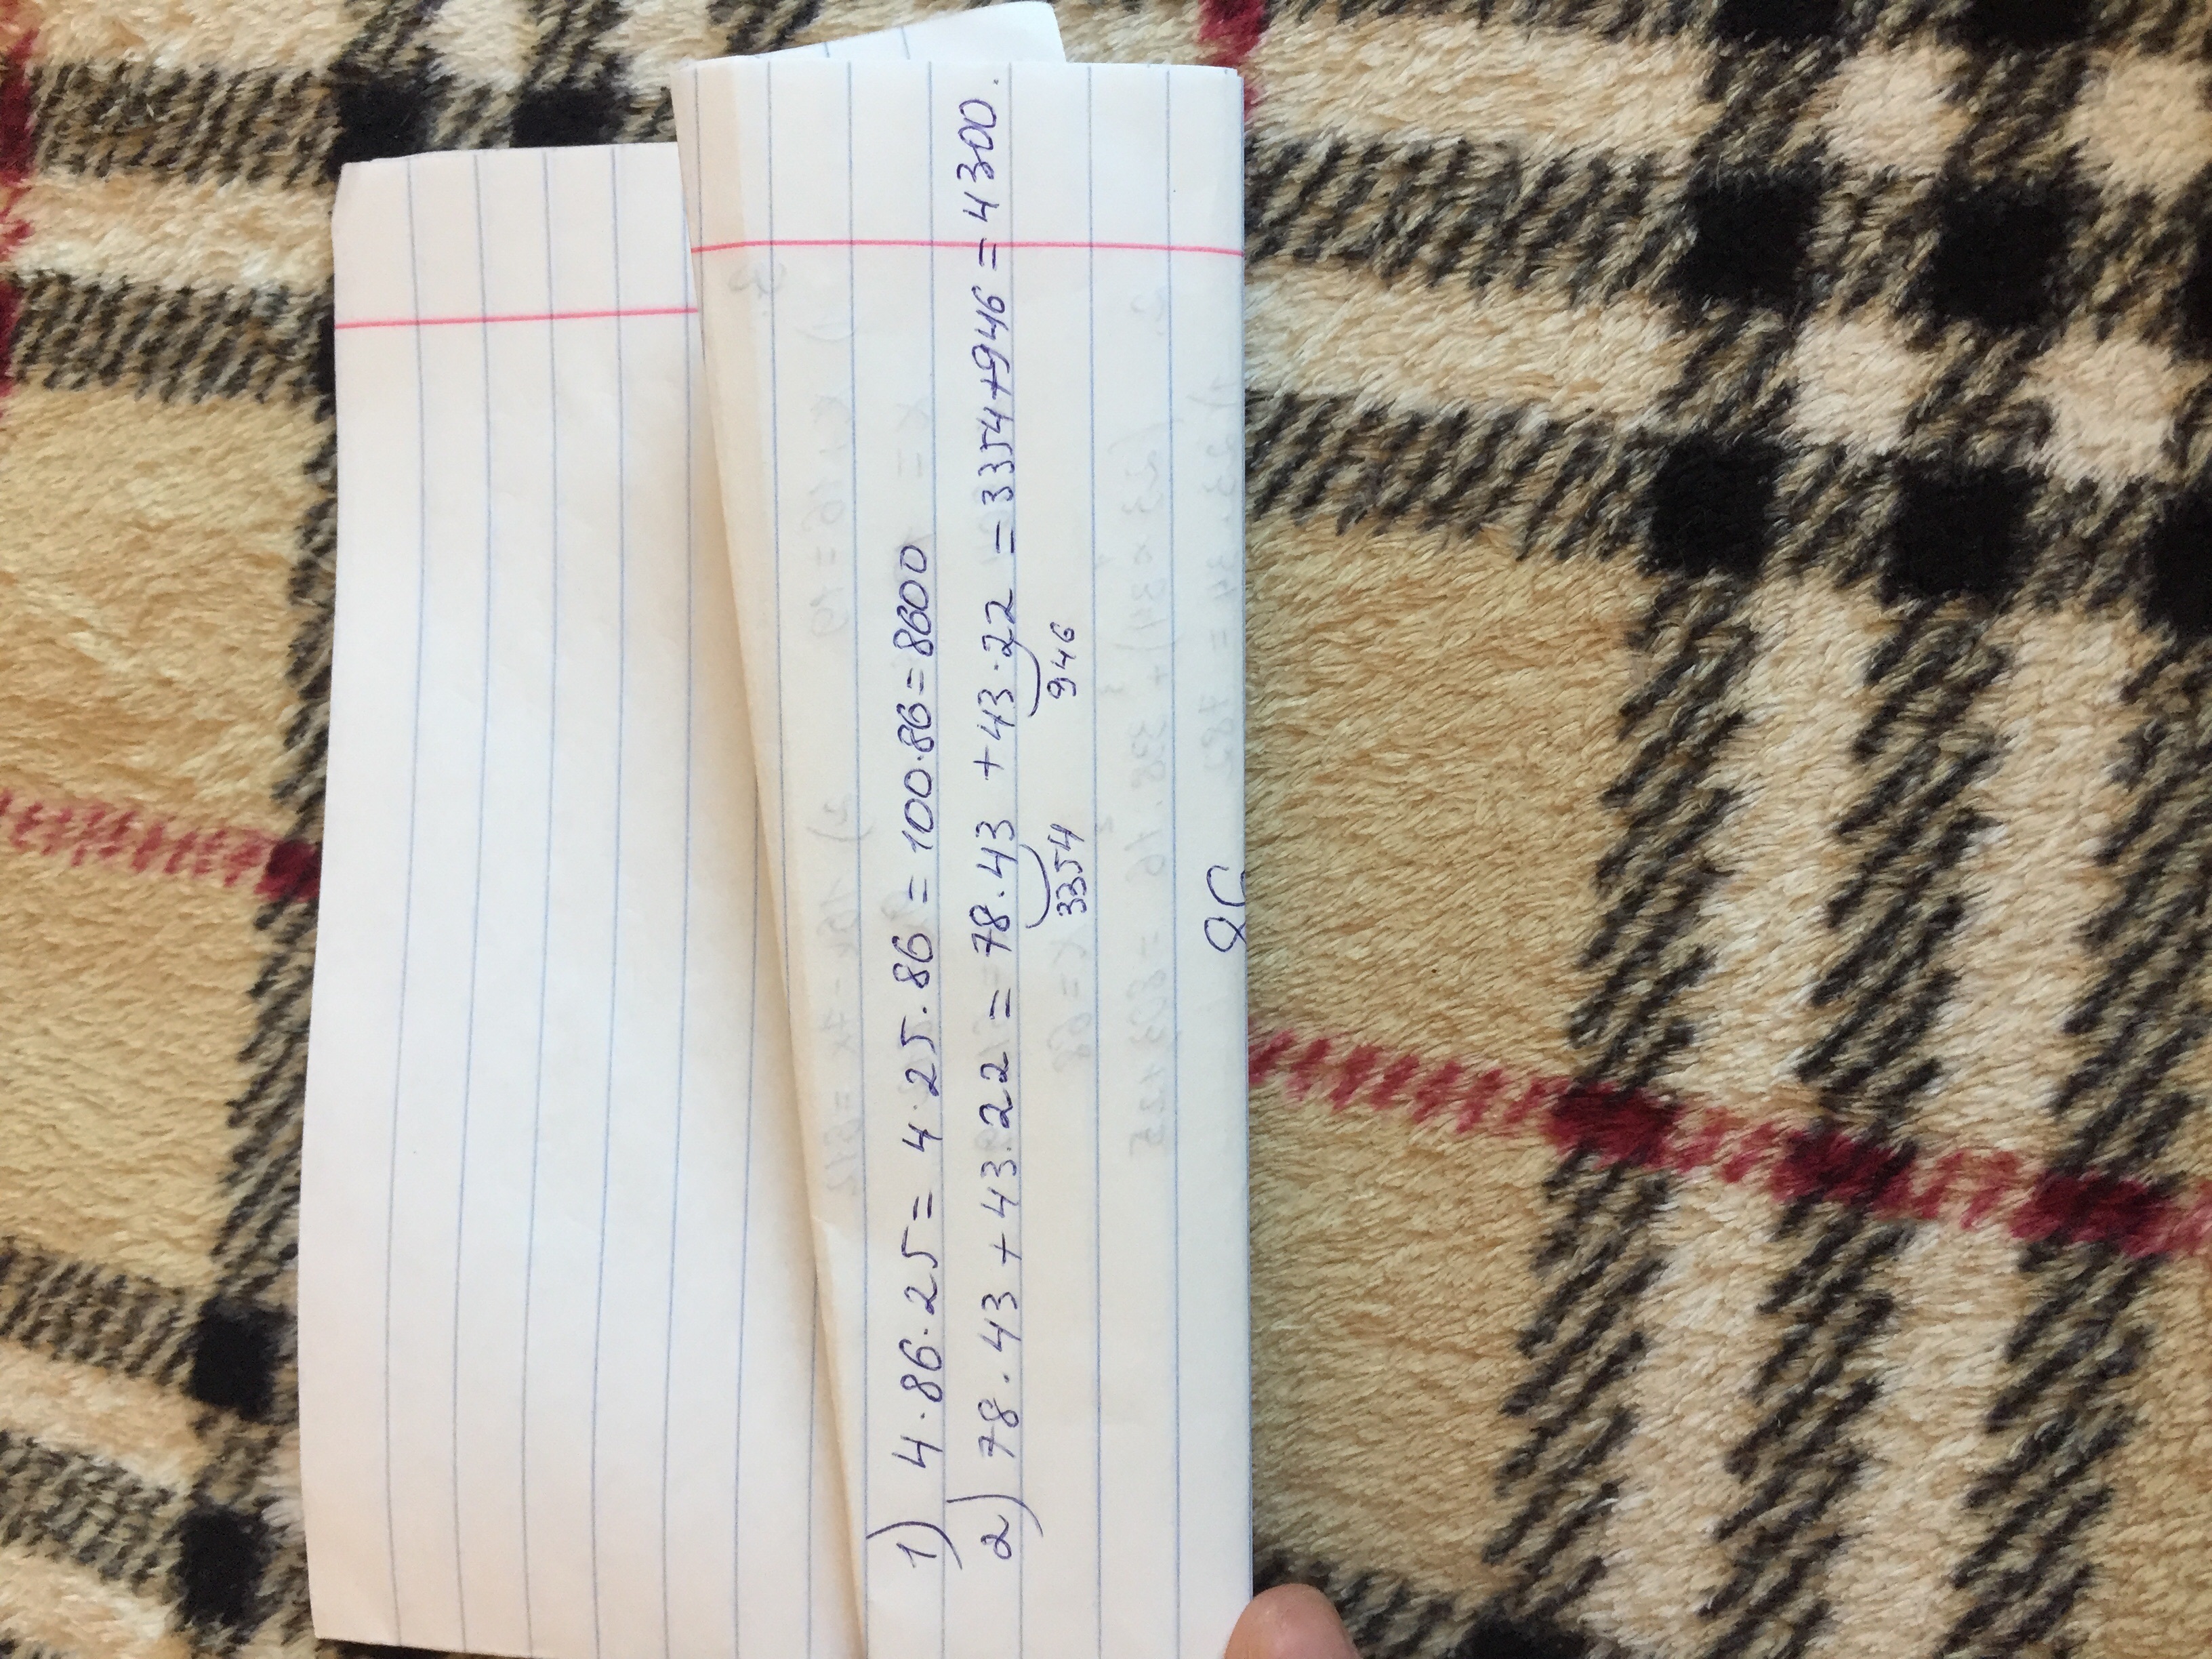 1) 4·86·25 = 4·25·86 = 100·86 = 8600
2) 78·43 + 43·22 = 78·43 + 43·22 = 3354+946 = 4300.
3354 946